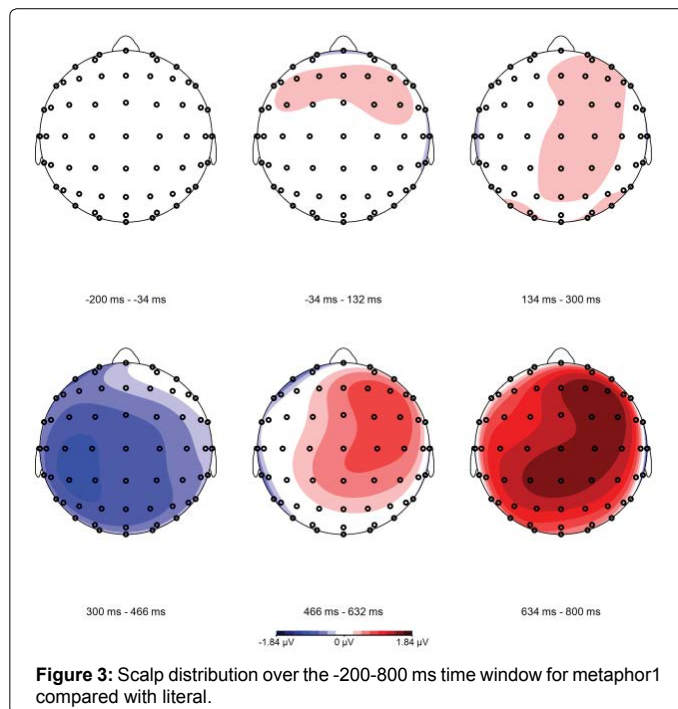 -200 ms - -34 ms
-34 ms - 132 ms
134 ms - 300 ms
300 ms - 466 ms
466 ms - 632 ms
634 ms - 800 ms
-1.84 µV
0 µV
1.84 µV
Figure 3: Scalp distribution over the -200-800 ms time window for metaphor1
compared with literal.